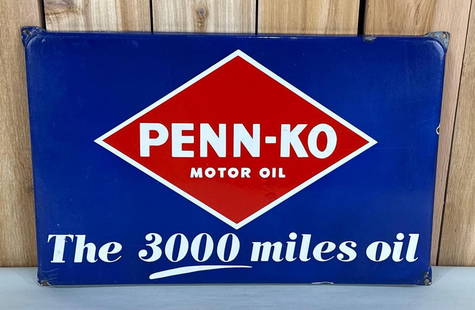 PENN-KO
MOTOR OIL
The 3000 miles oil